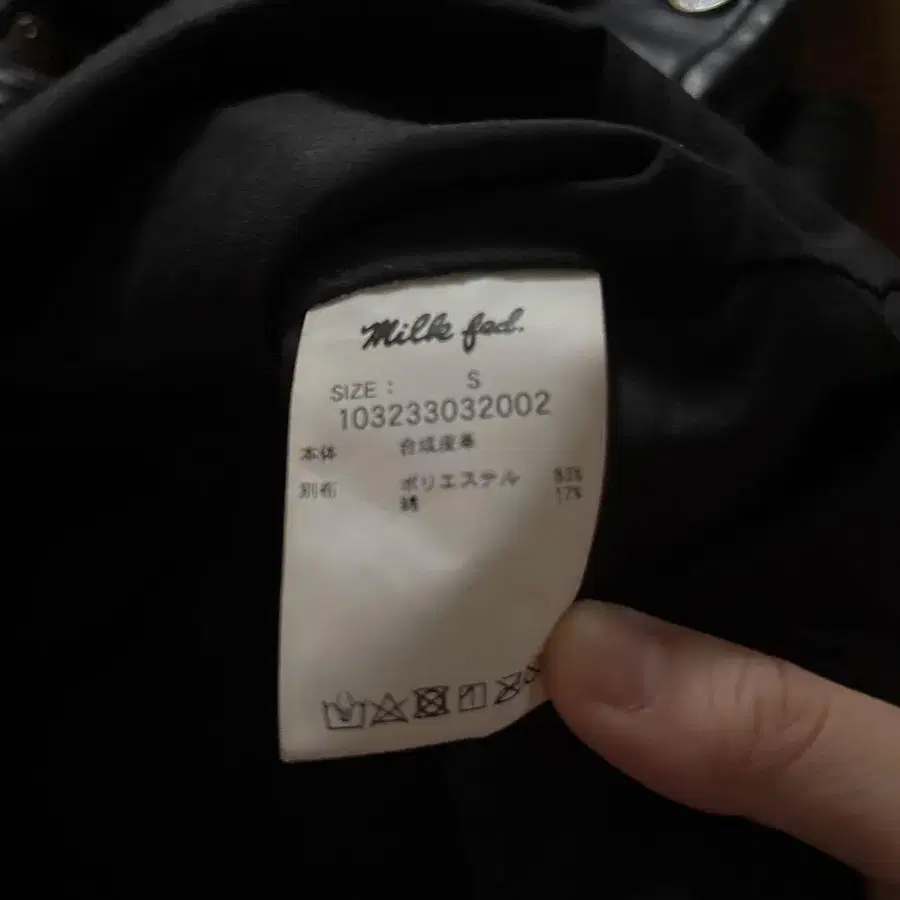 Milk fed.
SIZE : S
103233032002
本体 合成皮革
別布 ポリエステル 83%
綿 17%